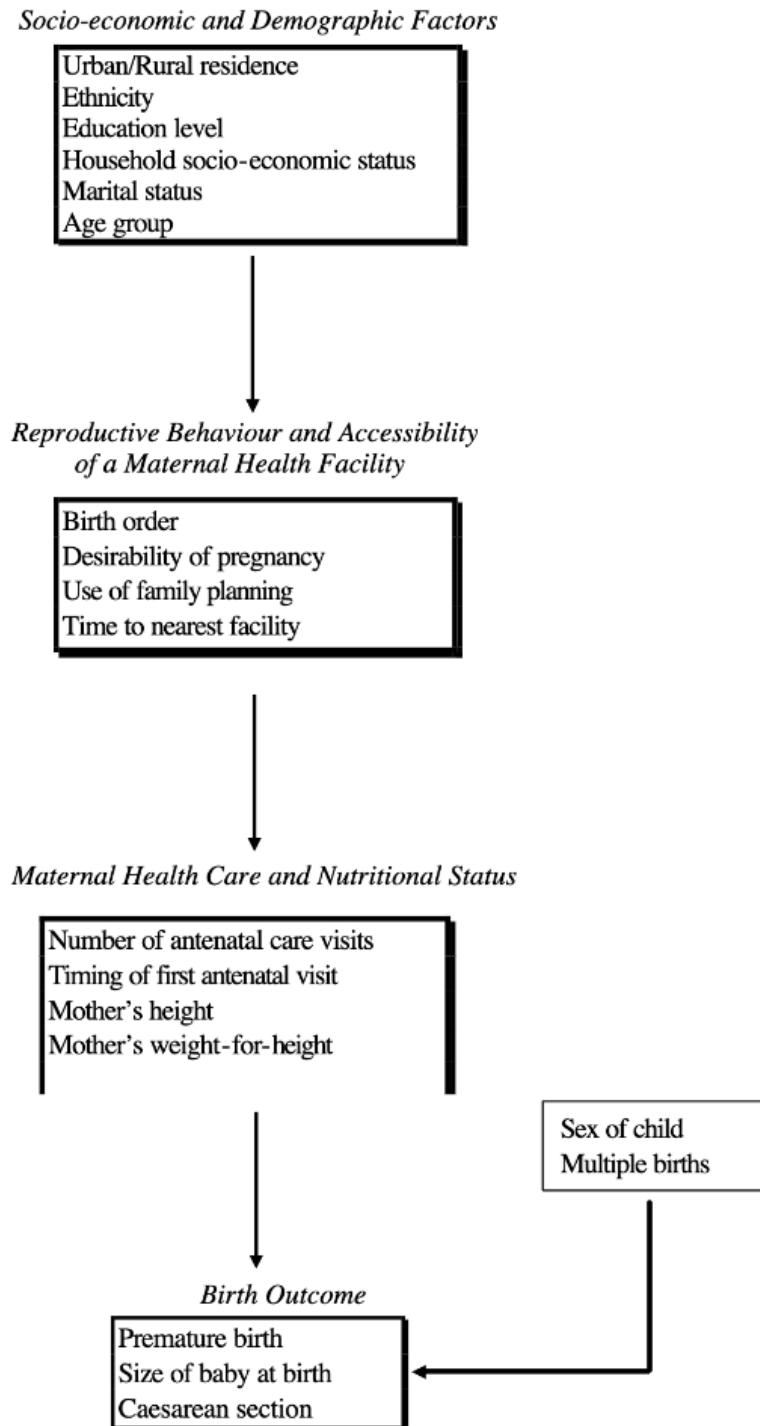 Socio-economic and Demographic Factors
Urban/Rural residence
Ethnicity
Education level
Household socio-economic status
Marital status
Age group
Reproductive Behaviour and Accessibility
of a Maternal Health Facility
Birth order
Desirability of pregnancy
Use of family planning
Time to nearest facility
Maternal Health Care and Nutritional Status
Number of antenatal care visits
Timing of first antenatal visit
Mother’s height
Mother’s weight-for-height
Sex of child
Multiple births
Birth Outcome
Premature birth
Size of baby at birth
Caesarean section